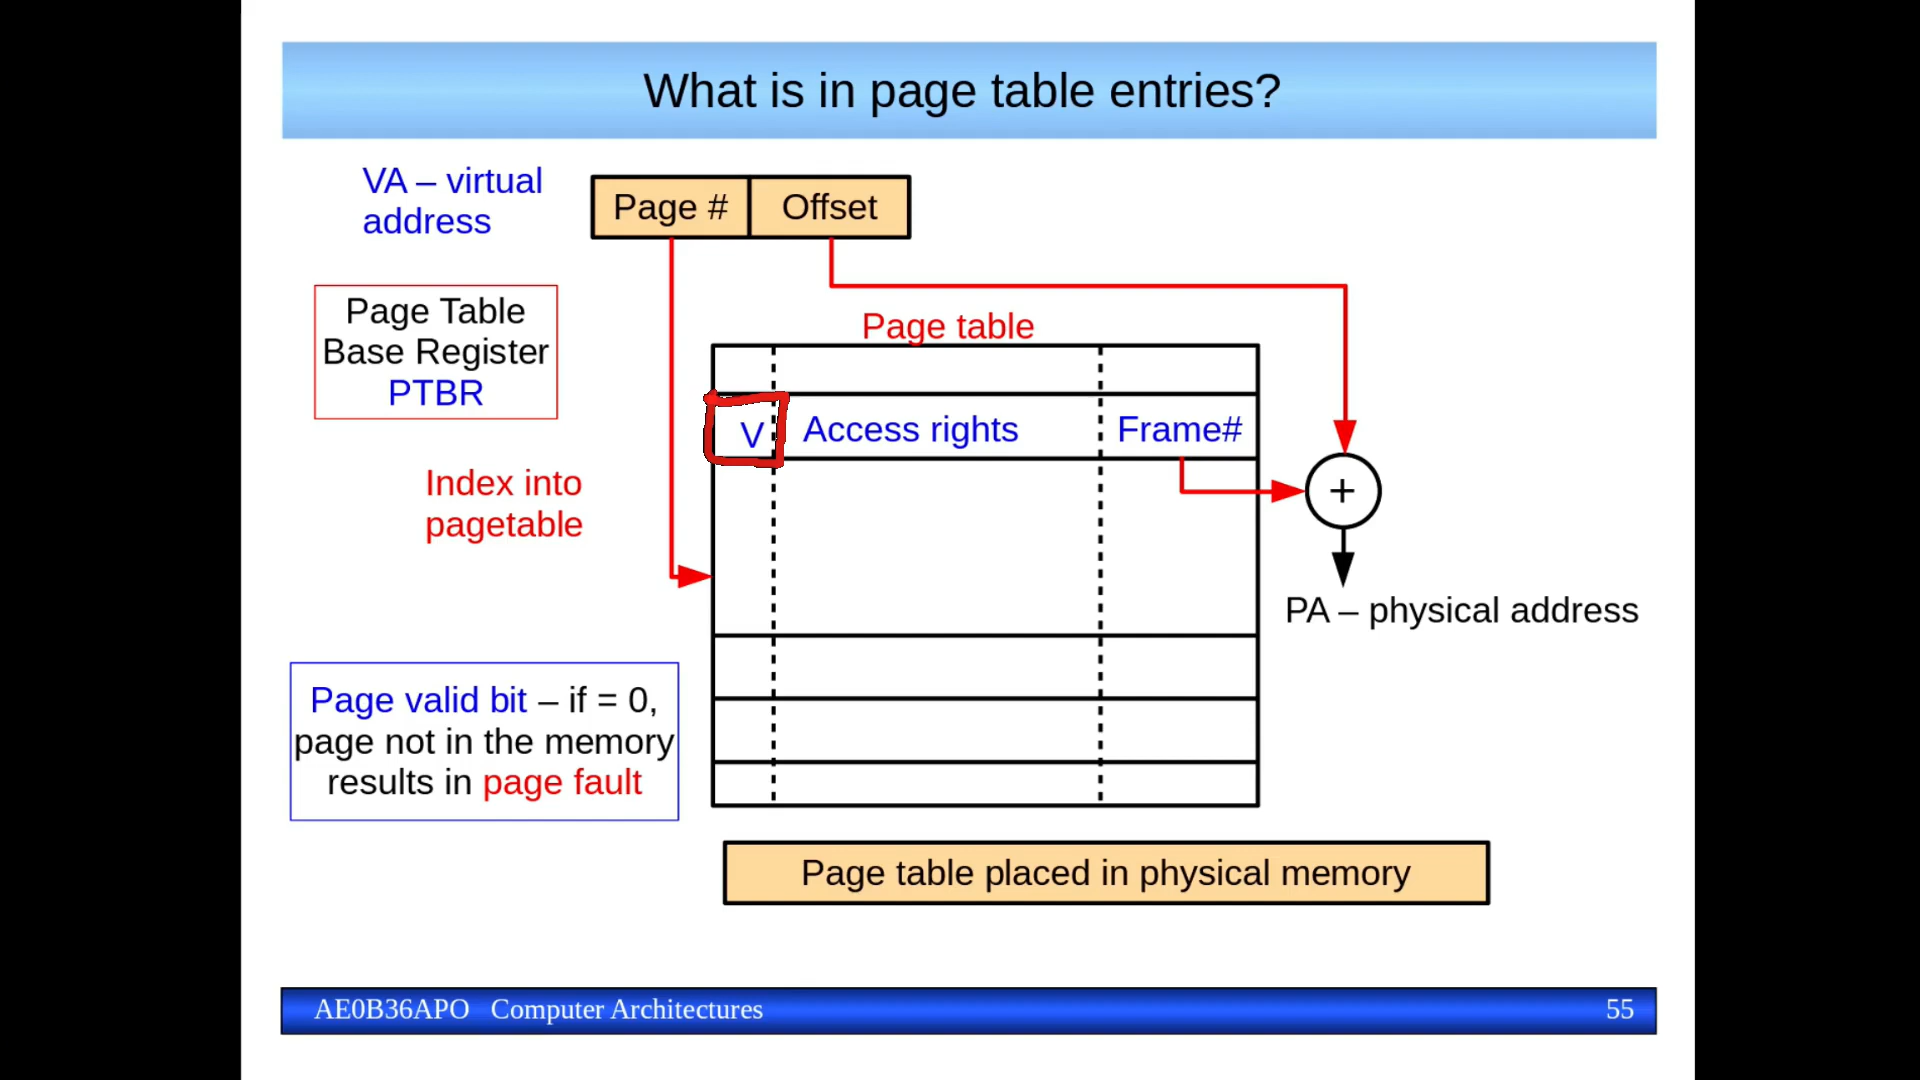 What is in page table entries?
VA – virtual
address
Page #
Offset
Page Table
Base Register
PTBR
Page table
V
Access rights
Frame#
Index into
pagetable
+
PA – physical address
Page valid bit – if = 0,
page not in the memory
results in page fault
Page table placed in physical memory
AE0B36APO Computer Architectures
55